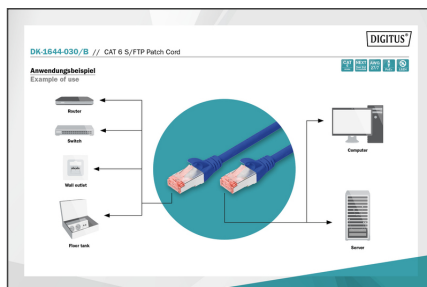 DIGITUS®
DK-1644-030/B // CAT 6 S/FTP Patch Cord
Anwendungsbeispiel
Example of use
Router
Switch
Wall outlet
Floor tank
Computer
Server